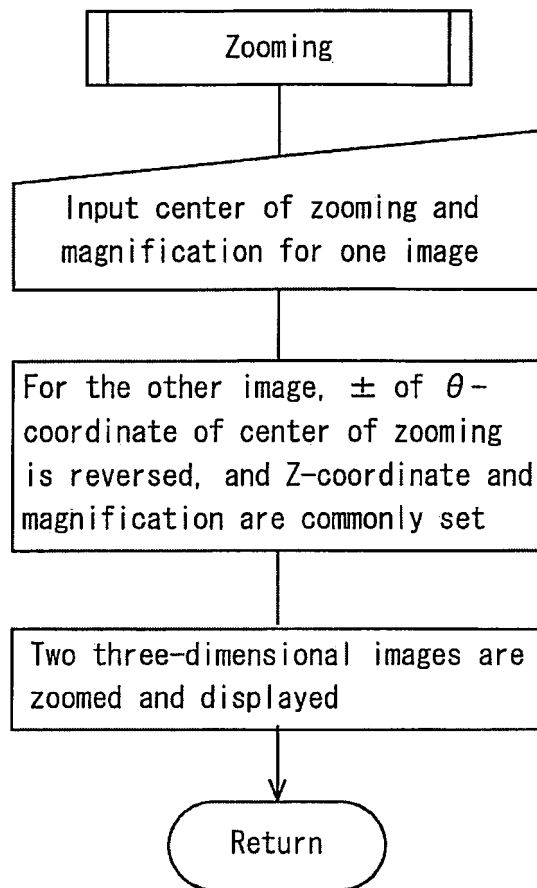 Zooming
Input center of zooming and
magnification for one image
For the other image, ± of θ-
coordinate of center of zooming
is reversed, and Z-coordinate and
magnification are commonly set
Two three-dimensional images are
zoomed and displayed
Return